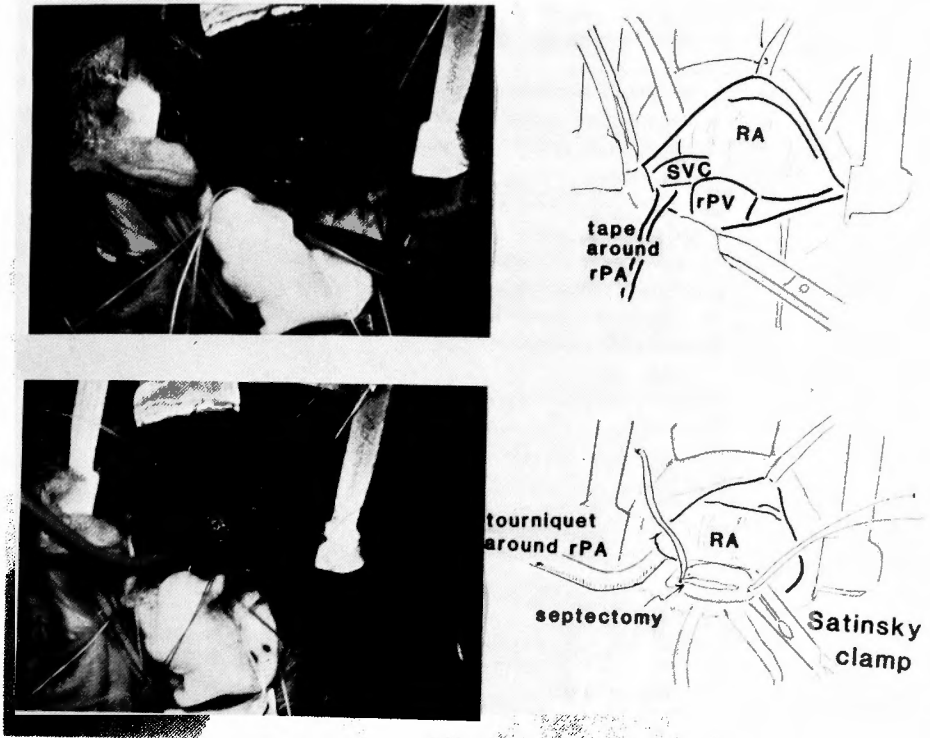 RA
SVC
rPV
tape
around
rPA
tourniquet
around rPA
RA
septectomy
Satinsky
clamp